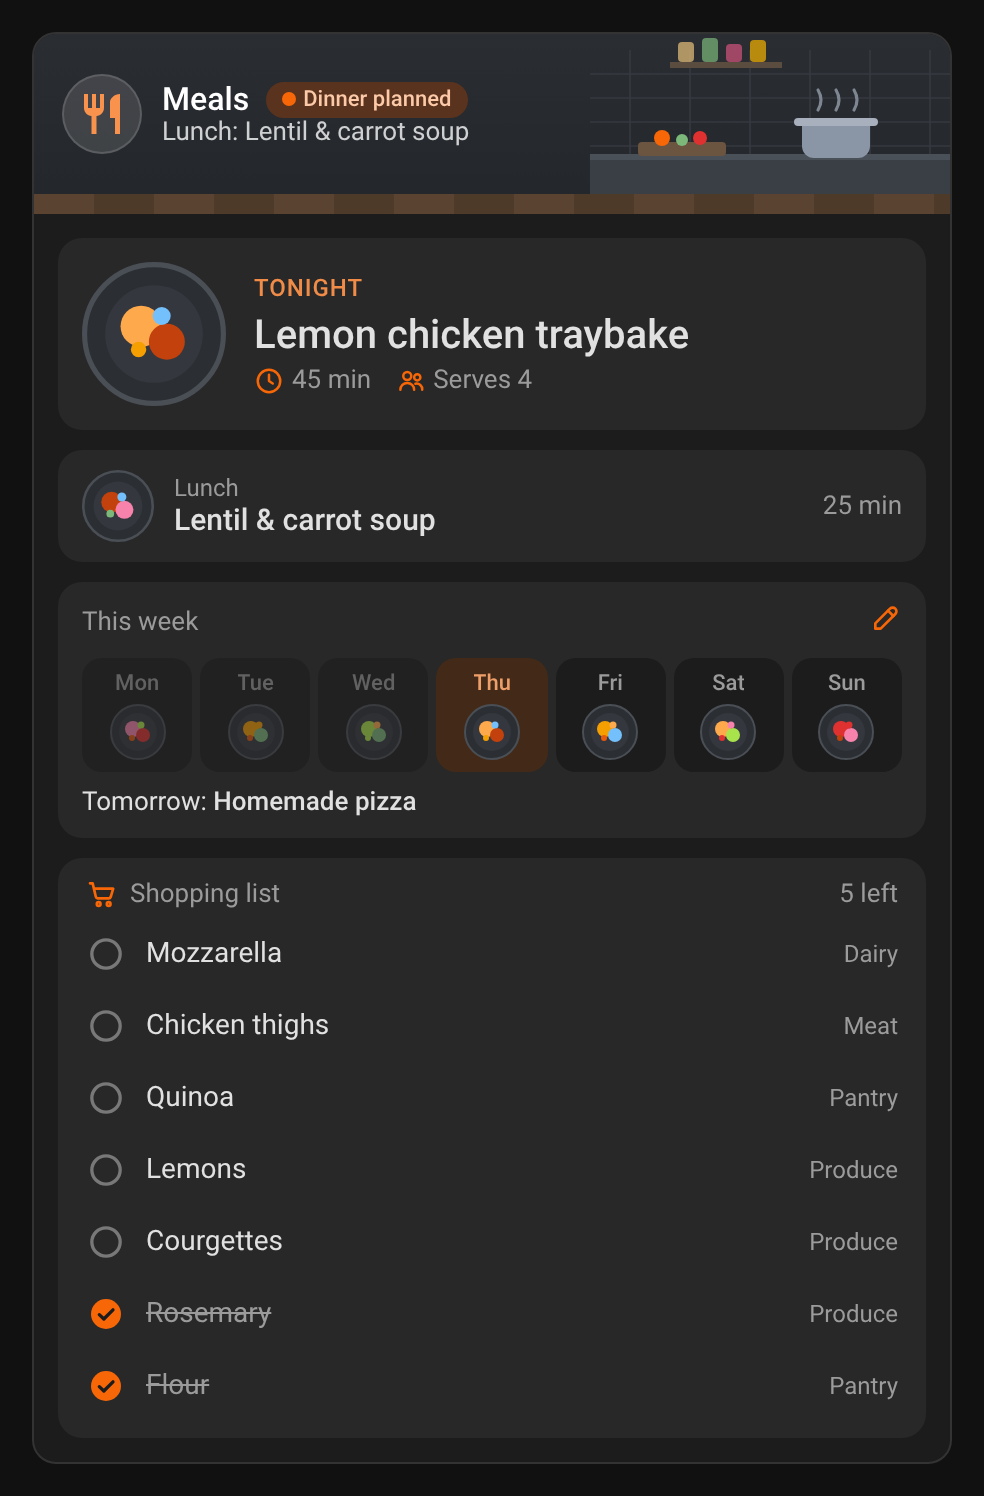 Meals
Dinner planned
Lunch: Lentil & carrot soup
TONIGHT
Lemon chicken traybake
45 min Serves 4
Lunch
Lentil & carrot soup
25 min
This week
Mon Tue Wed Thu Fri Sat Sun
Tomorrow: Homemade pizza
Shopping list 5 left
Mozzarella Dairy
Chicken thighs Meat
Quinoa Pantry
Lemons Produce
Courgettes Produce
Rosemary Produce
Flour Pantry